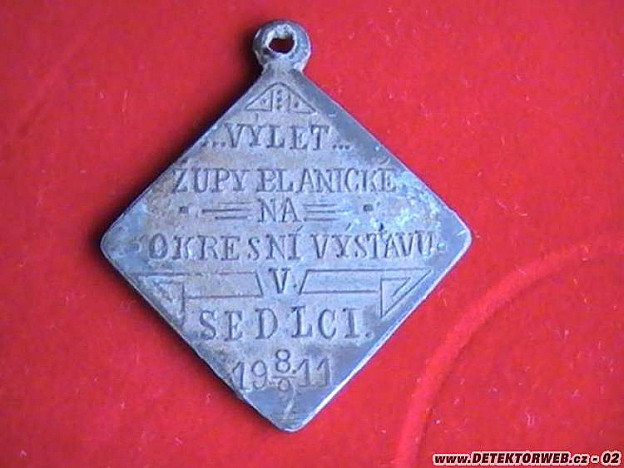 ...VÝLET...
ŽUPY BLANICKÉ
NA
OKRESNÍ VÝSTAVU
V
SEDLCI.
19 8/9 11
www.DETEKTORWEB.cz - 02